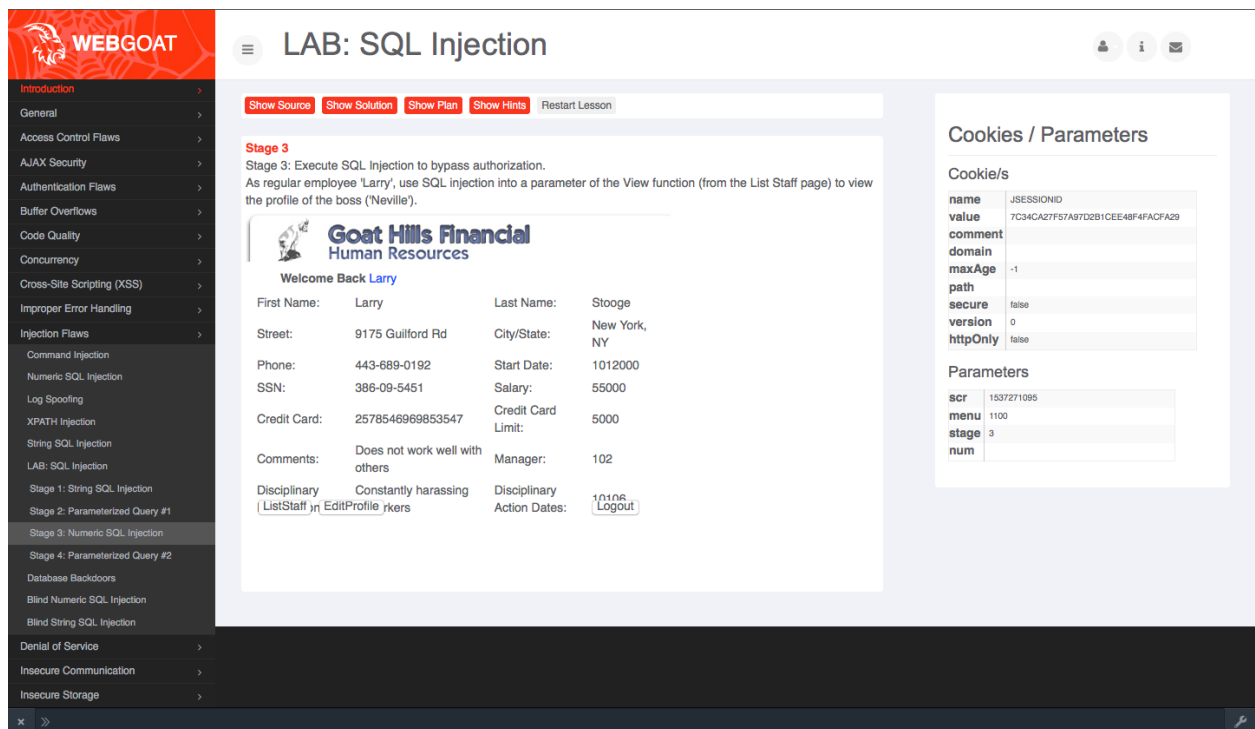 WEBGOAT
LAB: SQL Injection
Introduction
General
Access Control Flaws
AJAX Security
Authentication Flaws
Buffer Overflows
Code Quality
Concurrency
Cross-Site Scripting (XSS)
Improper Error Handling
Injection Flaws
Command Injection
Numeric SQL Injection
Log Spoofing
XPATH Injection
String SQL Injection
LAB: SQL Injection
Stage 1: String SQL Injection
Stage 2: Parameterized Query #1
Stage 3: Numeric SQL Injection
Stage 4: Parameterized Query #2
Database Backdoors
Blind Numeric SQL Injection
Blind String SQL Injection
Denial of Service
Insecure Communication
Insecure Storage
Show Source Show Solution Show Plan Show Hints Restart Lesson
Stage 3
Stage 3: Execute SQL Injection to bypass authorization.
As regular employee 'Larry', use SQL injection into a parameter of the View function (from the List Staff page) to view
the profile of the boss ('Neville').
Goat Hills Financial
Human Resources
Welcome Back Larry
First Name: Larry Last Name: Stooge
Street: 9175 Guilford Rd City/State: New York,
NY
Phone: 443-689-0192 Start Date: 1012000
SSN: 386-09-5451 Salary: 55000
Credit Card: 2578546969853547 Credit Card
Limit: 5000
Comments: Does not work well with
others Manager: 102
Disciplinary Constantly harassing Disciplinary 10106
ListStaff EditProfile rkers Action Dates: Logout
Cookies / Parameters
Cookie/s
name JSESSIONID
value 7C34CA27F57A97D2B1CEE48F4FACFA29
comment
domain
maxAge -1
path
secure false
version 0
httpOnly false
Parameters
scr 1537271095
menu 1100
stage 3
num